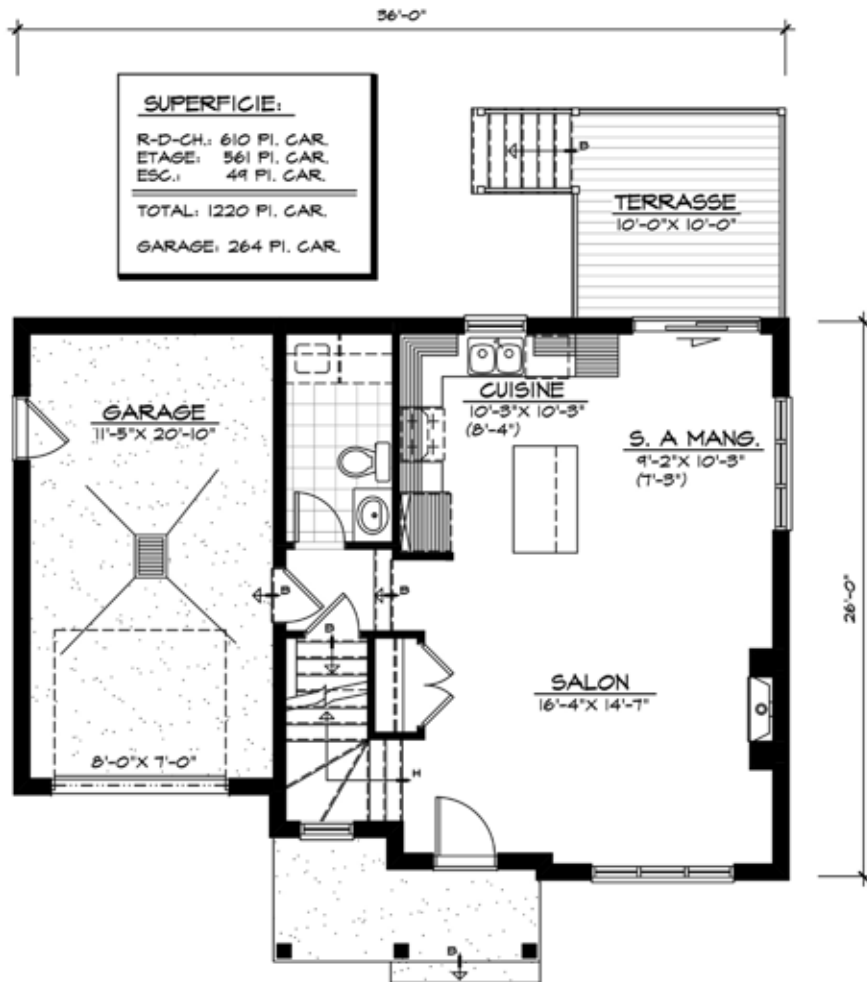 36'-0"
SUPERFICIE:
R-D-CH.: 610 PI. CAR.
ETAGE: 561 PI. CAR.
ESC.: 49 PI. CAR.
TOTAL: 1220 PI. CAR.
GARAGE: 264 PI. CAR.
B
TERRASSE
10'-0"X 10'-0"
GARAGE
11'-5"X 20'-10"
CUISINE
10'-3"X 10'-3"
(8'-4")
S. A MANG.
9'-2"X 10'-3"
(7'-3")
B
B
B
26'-0"
SALON
16'-4"X 14'-7"
8'-0"X 7'-0"
H
B